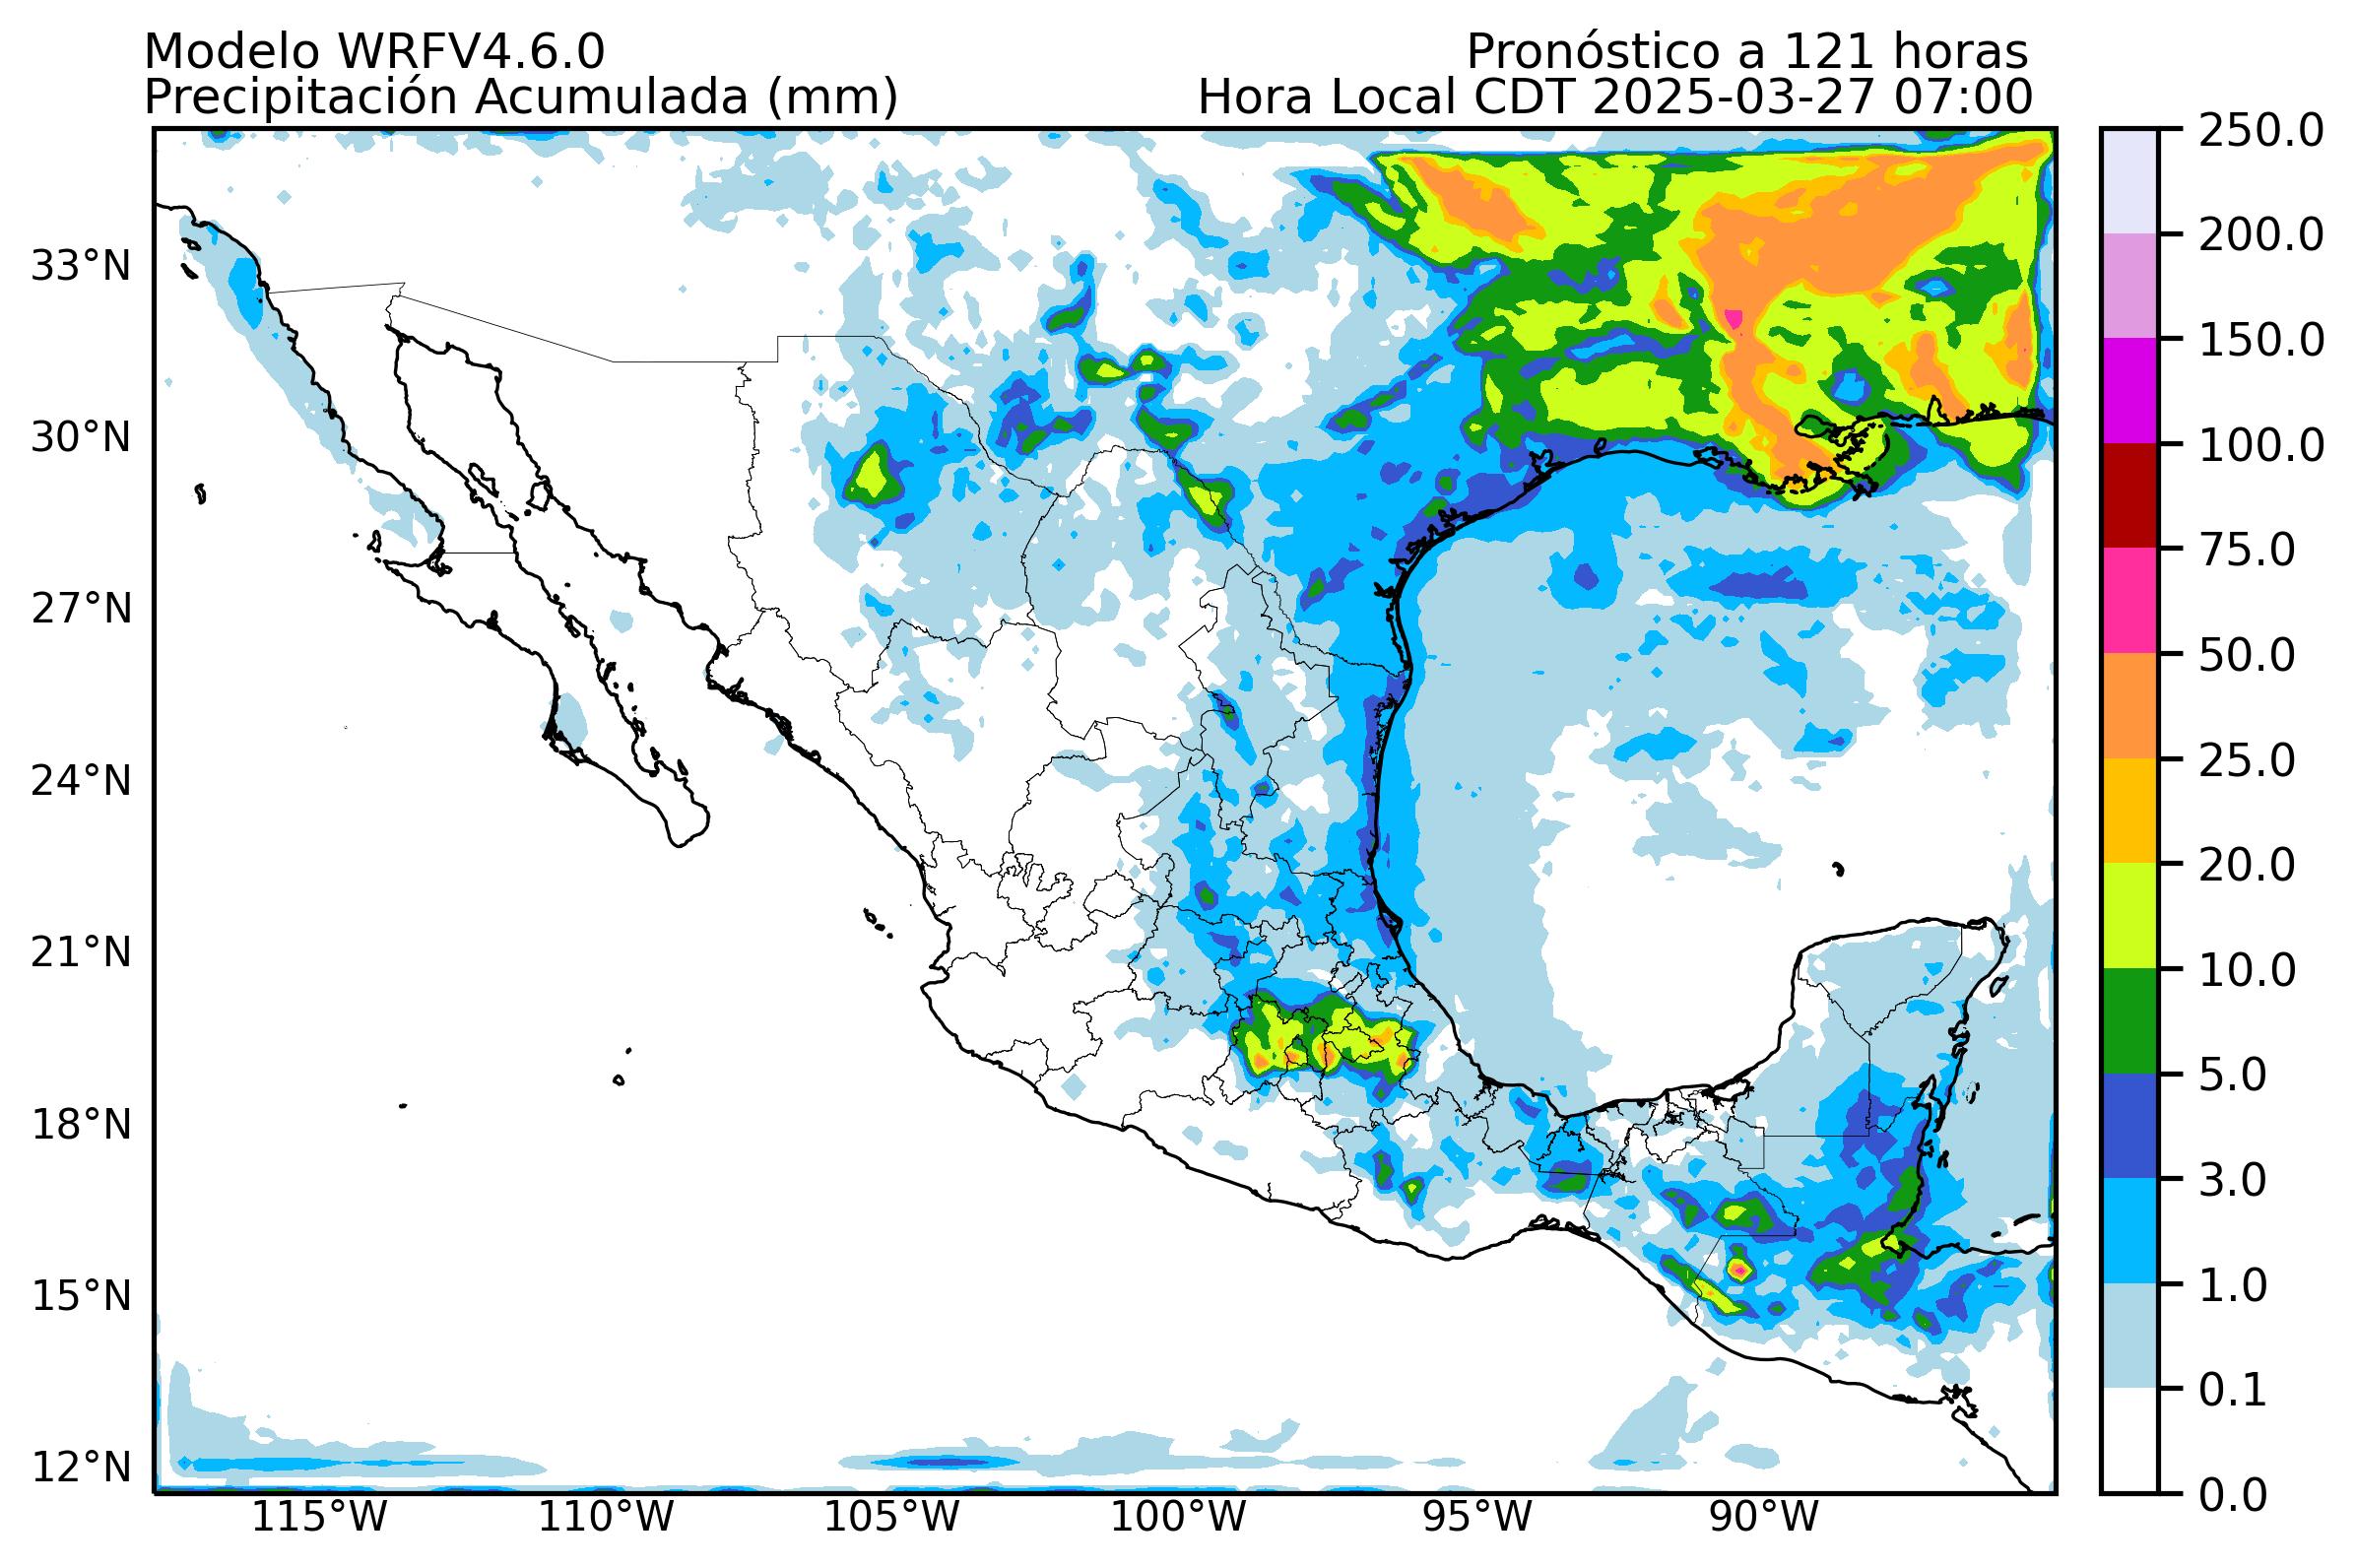 Modelo WRFV4.6.0
Pronóstico a 121 horas
Precipitación Acumulada (mm)
Hora Local CDT 2025-03-27 07:00
33°N
30°N
27°N
24°N
21°N
18°N
15°N
12°N
115°W
110°W
105°W
100°W
95°W
90°W
250.0
200.0
150.0
100.0
75.0
50.0
25.0
20.0
10.0
5.0
3.0
1.0
0.1
0.0